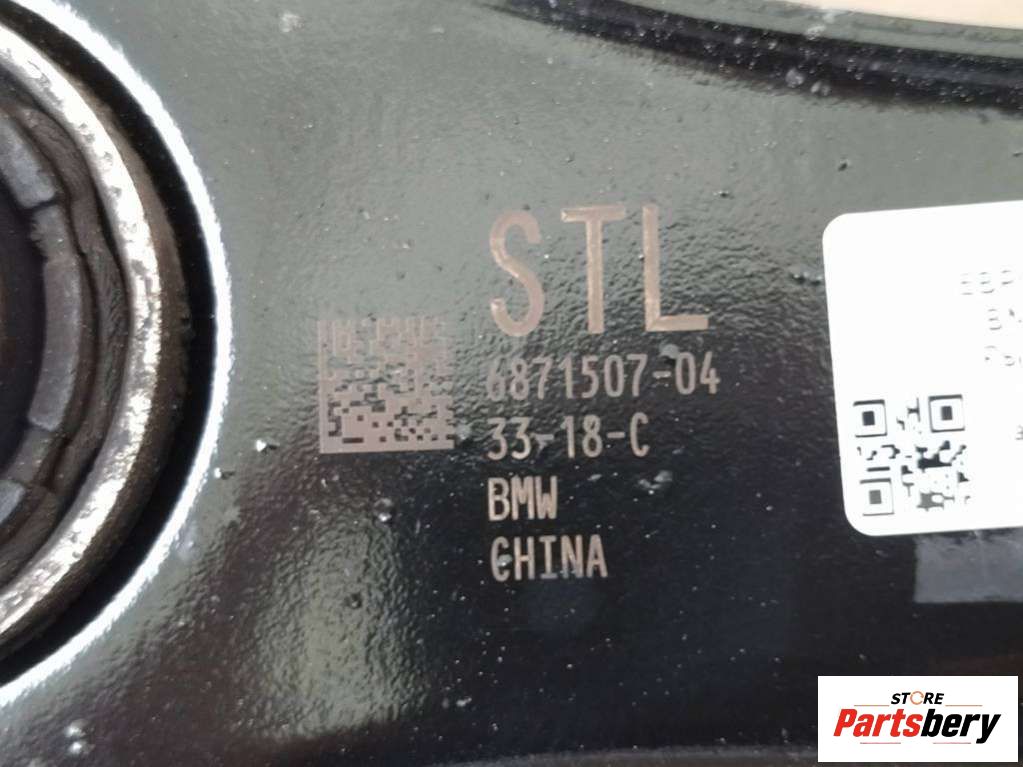 STL
6871507-04
33-18-C
BMW
CHINA
STORE
Partsbery